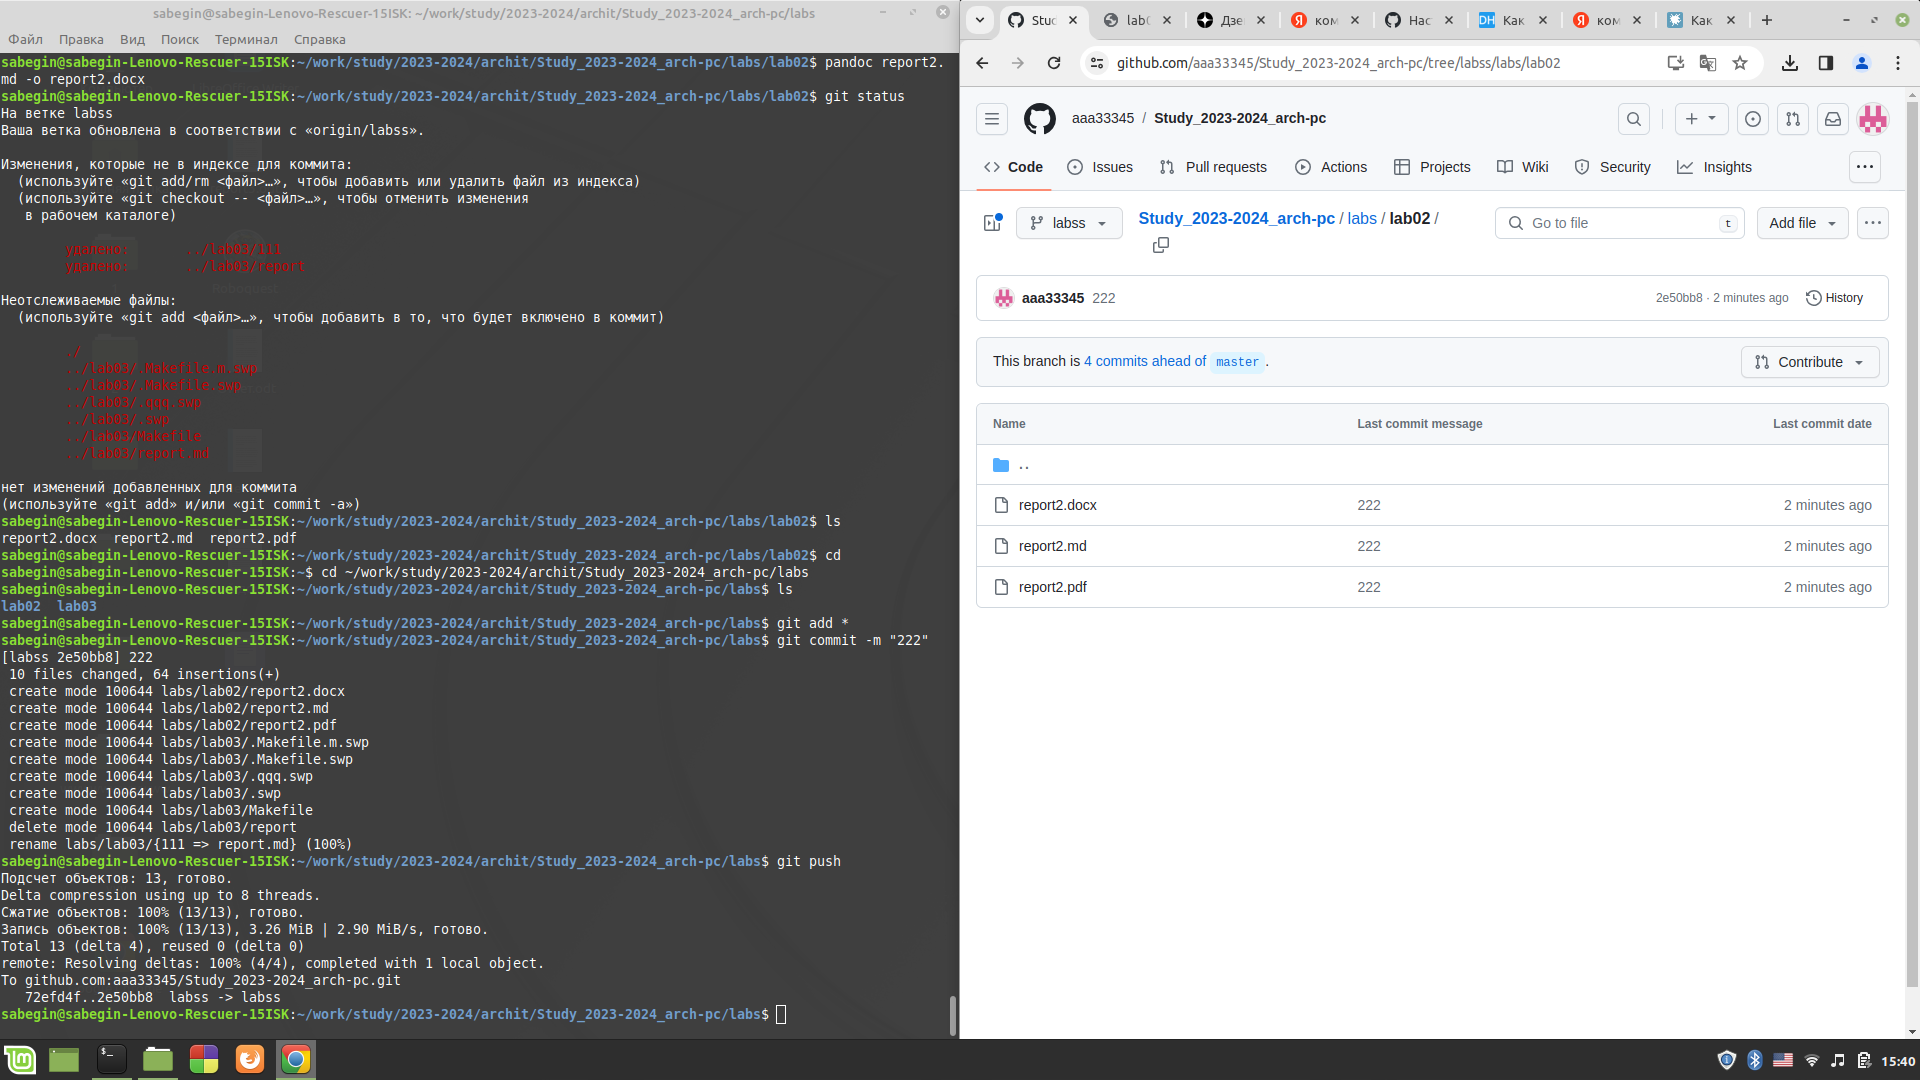 sabegin@sabegin-Lenovo-Rescuer-15ISK: ~/work/study/2023-2024/archit/Study_2023-2024_arch-pc/labs
Файл Правка Вид Поиск Терминал Справка
sabegin@sabegin-Lenovo-Rescuer-15ISK:~/work/study/2023-2024/archit/Study_2023-2024_arch-pc/labs/lab02$ pandoc report2.
md -o report2.docx
sabegin@sabegin-Lenovo-Rescuer-15ISK:~/work/study/2023-2024/archit/Study_2023-2024_arch-pc/labs/lab02$ git status
На ветке labss
Ваша ветка обновлена в соответствии с «origin/labss».
Изменения, которые не в индексе для коммита:
(используйте «git add/rm <файл>…», чтобы добавить или удалить файл из индекса)
(используйте «git checkout -- <файл>…», чтобы отменить изменения
в рабочем каталоге)
удалено: ../lab03/111
удалено: ../lab03/report
Неотслеживаемые файлы:
(используйте «git add <файл>…», чтобы добавить в то, что будет включено в коммит)
./
../lab03/.Makefile.m.swp
../lab03/.Makefile.swp
../lab03/.qqq.swp
../lab03/.swp
../lab03/Makefile
../lab03/report.md
нет изменений добавленных для коммита
(используйте «git add» и/или «git commit -a»)
sabegin@sabegin-Lenovo-Rescuer-15ISK:~/work/study/2023-2024/archit/Study_2023-2024_arch-pc/labs/lab02$ ls
report2.docx report2.md report2.pdf
sabegin@sabegin-Lenovo-Rescuer-15ISK:~/work/study/2023-2024/archit/Study_2023-2024_arch-pc/labs/lab02$ cd
sabegin@sabegin-Lenovo-Rescuer-15ISK:~$ cd ~/work/study/2023-2024/archit/Study_2023-2024_arch-pc/labs
sabegin@sabegin-Lenovo-Rescuer-15ISK:~/work/study/2023-2024/archit/Study_2023-2024_arch-pc/labs$ ls
lab02 lab03
sabegin@sabegin-Lenovo-Rescuer-15ISK:~/work/study/2023-2024/archit/Study_2023-2024_arch-pc/labs$ git add *
sabegin@sabegin-Lenovo-Rescuer-15ISK:~/work/study/2023-2024/archit/Study_2023-2024_arch-pc/labs$ git commit -m "222"
[labss 2e50bb8] 222
10 files changed, 64 insertions(+)
create mode 100644 labs/lab02/report2.docx
create mode 100644 labs/lab02/report2.md
create mode 100644 labs/lab02/report2.pdf
create mode 100644 labs/lab03/.Makefile.m.swp
create mode 100644 labs/lab03/.Makefile.swp
create mode 100644 labs/lab03/.qqq.swp
create mode 100644 labs/lab03/.swp
create mode 100644 labs/lab03/Makefile
delete mode 100644 labs/lab03/report
rename labs/lab03/{111 => report.md} (100%)
sabegin@sabegin-Lenovo-Rescuer-15ISK:~/work/study/2023-2024/archit/Study_2023-2024_arch-pc/labs$ git push
Подсчет объектов: 13, готово.
Delta compression using up to 8 threads.
Сжатие объектов: 100% (13/13), готово.
Запись объектов: 100% (13/13), 3.26 MiB | 2.90 MiB/s, готово.
Total 13 (delta 4), reused 0 (delta 0)
remote: Resolving deltas: 100% (4/4), completed with 1 local object.
To github.com:aaa33345/Study_2023-2024_arch-pc.git
72efd4f..2e50bb8 labss -> labss
sabegin@sabegin-Lenovo-Rescuer-15ISK:~/work/study/2023-2024/archit/Study_2023-2024_arch-pc/labs$
Stuc lab( Дзе ком Нас DH Как ком Как
github.com/aaa33345/Study_2023-2024_arch-pc/tree/labss/labs/lab02
aaa33345 / Study_2023-2024_arch-pc
Code Issues Pull requests Actions Projects Wiki Security Insights
labss Study_2023-2024_arch-pc / labs / lab02 / Go to file t Add file
aaa33345 222 2e50bb8 · 2 minutes ago History
This branch is 4 commits ahead of master. Contribute
Name Last commit message Last commit date
..
report2.docx 222 2 minutes ago
report2.md 222 2 minutes ago
report2.pdf 222 2 minutes ago
15:40